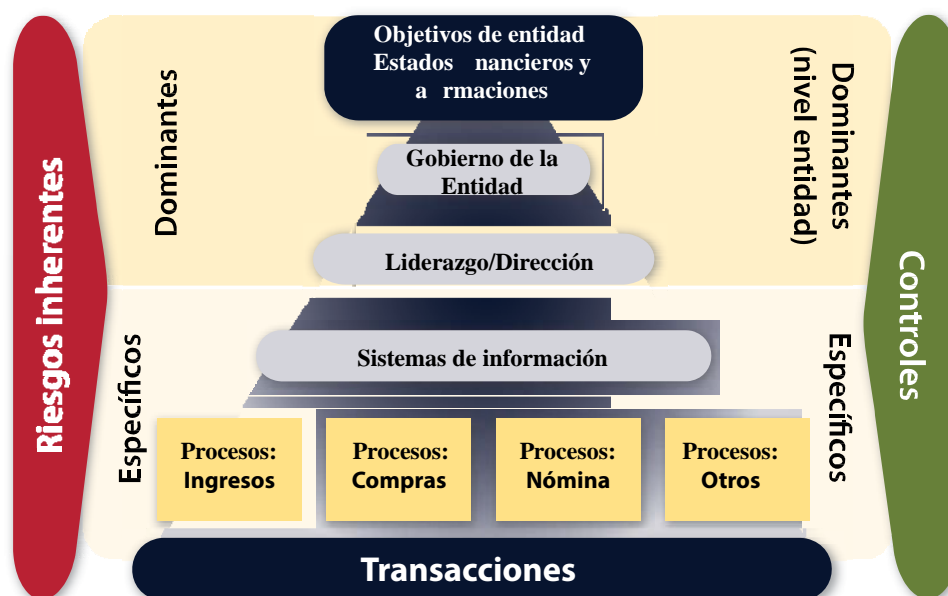 Objetivos de entidad
Estados nancieros y
a rmaciones
Dominantes
Dominantes
(nivel entidad)
Gobierno de la
Entidad
Riesgos inherentes
Liderazgo/Dirección
Controles
Sistemas de información
Específicos
Específicos
Procesos:
Ingresos
Procesos:
Compras
Procesos:
Nómina
Procesos:
Otros
Transacciones